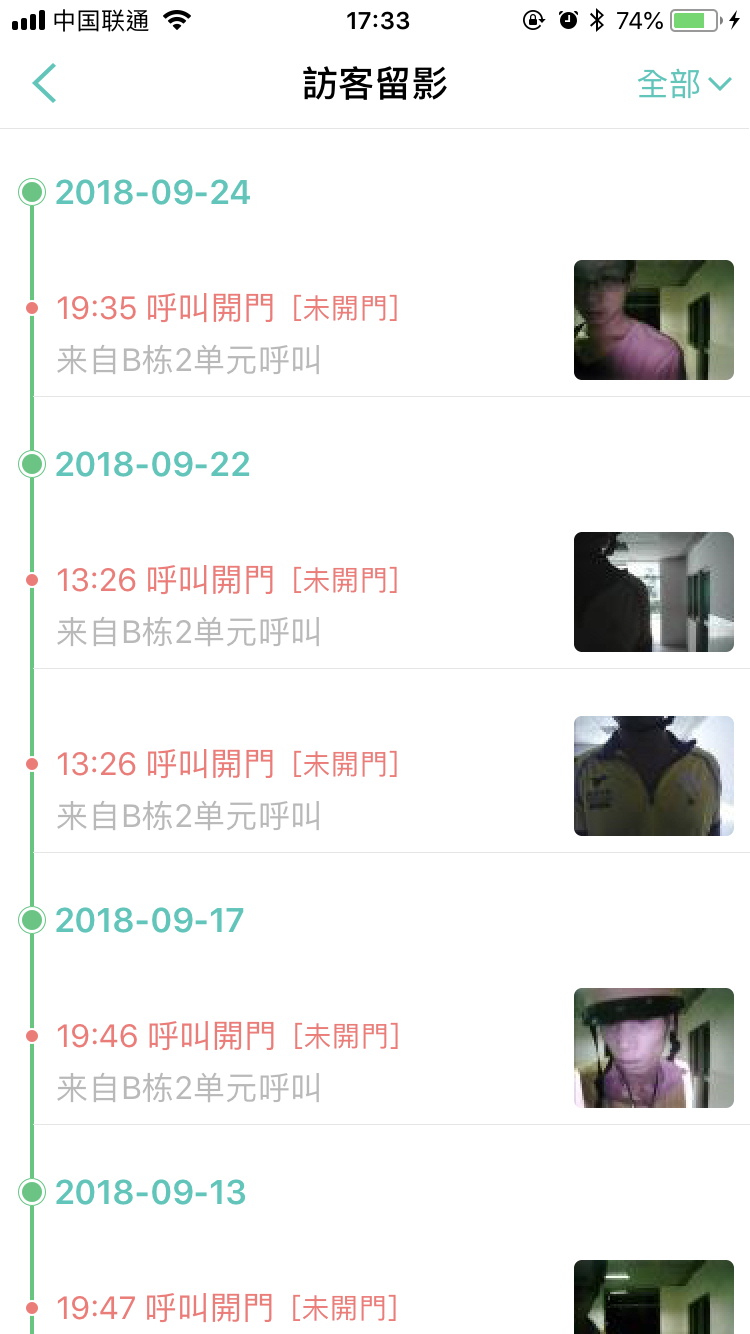 中国联通 17:33 74%
訪客留影 全部
2018-09-24
19:35 呼叫開門 [未開門]
来自B栋2单元呼叫
2018-09-22
13:26 呼叫開門 [未開門]
来自B栋2单元呼叫
13:26 呼叫開門 [未開門]
来自B栋2单元呼叫
2018-09-17
19:46 呼叫開門 [未開門]
来自B栋2单元呼叫
2018-09-13
19:47 呼叫開門 [未開門]